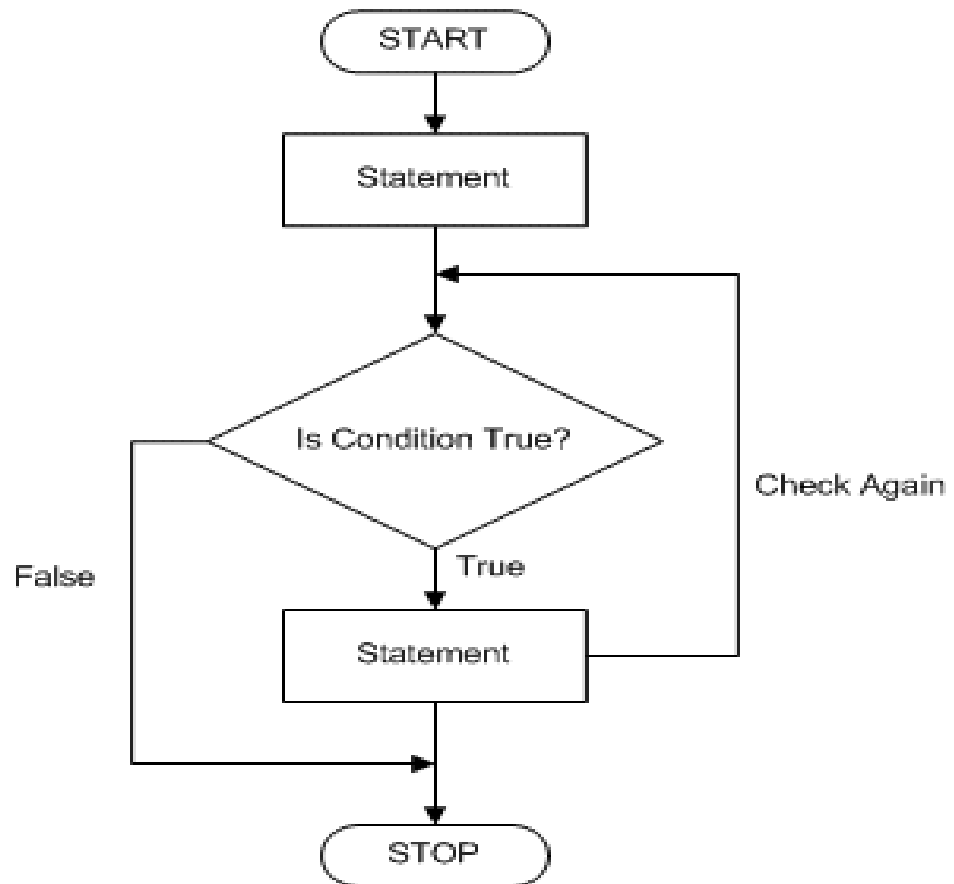 START
Statement
Is Condition True?
Check Again
True
False
Statement
STOP